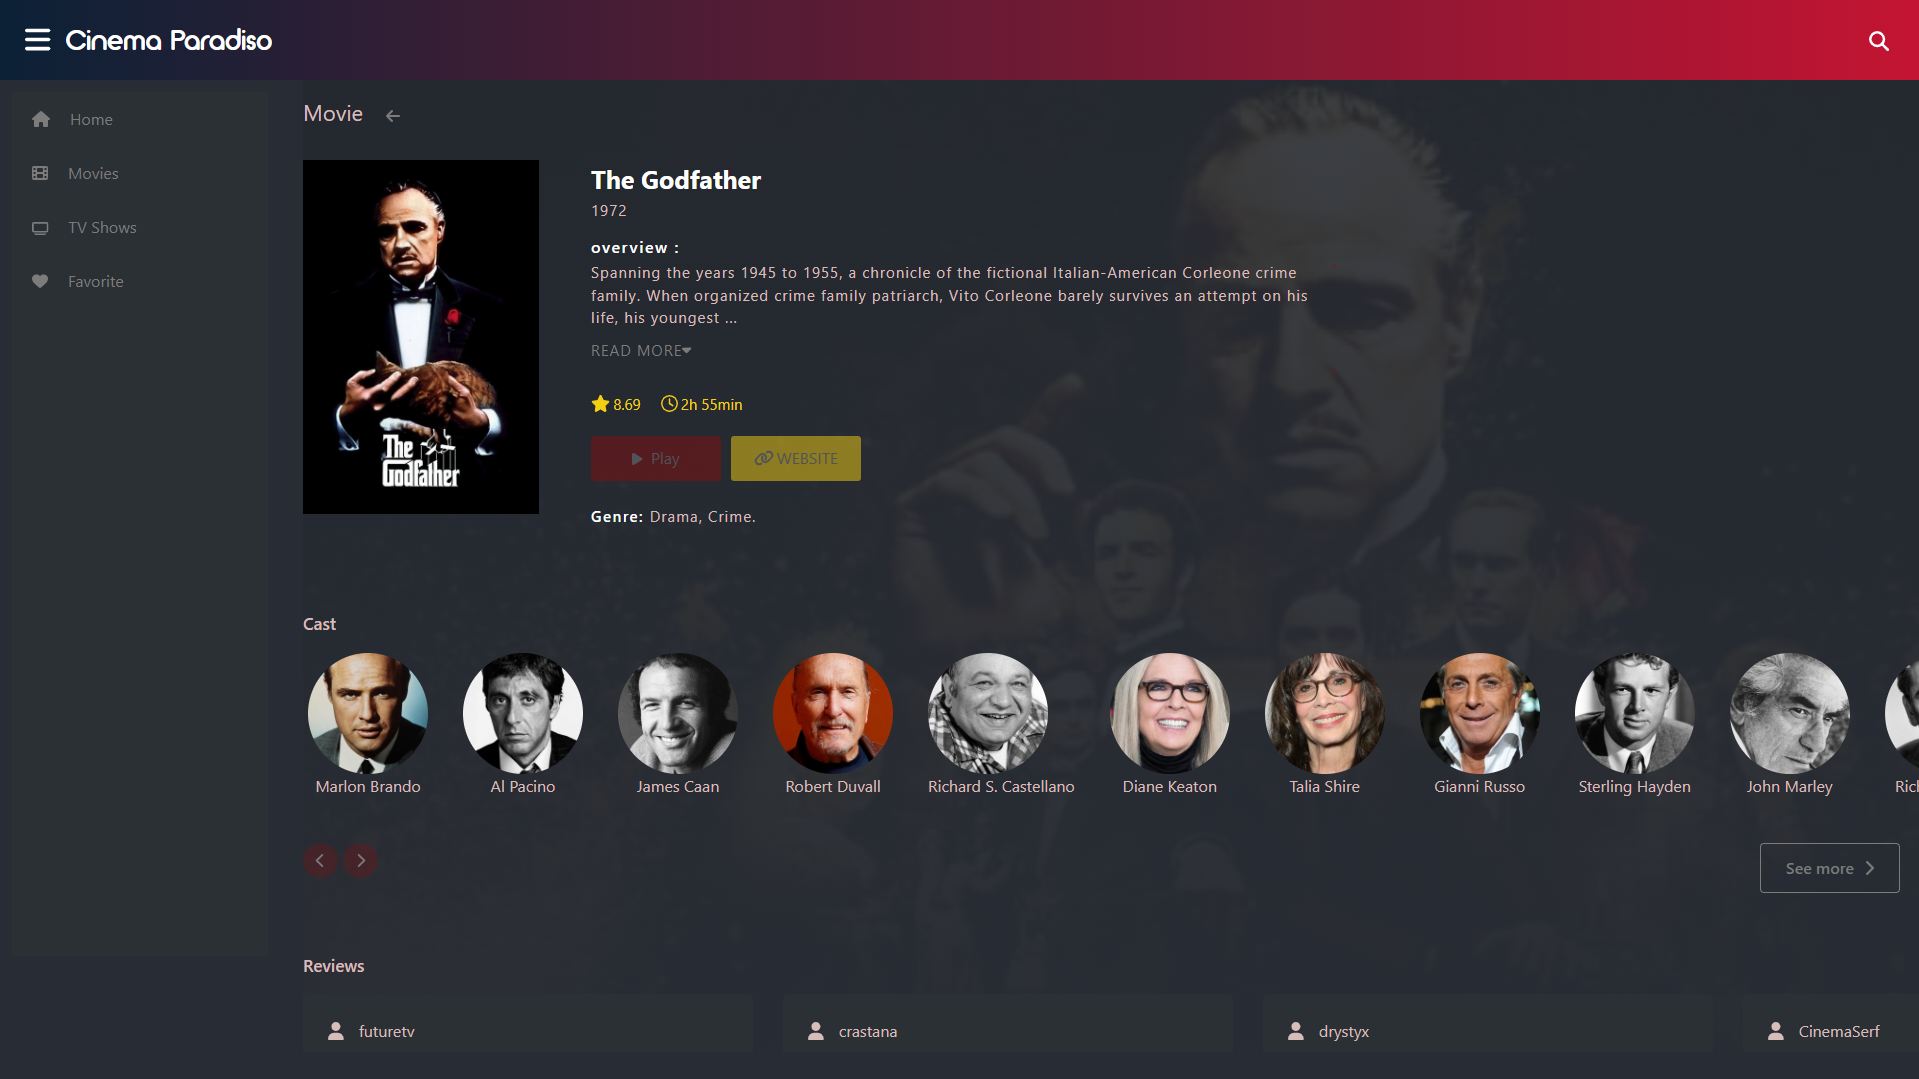 Cinema Paradiso
Home
Movies
TV Shows
Favorite
Movie
The Godfather
The Godfather
1972
overview :
Spanning the years 1945 to 1955, a chronicle of the fictional Italian-American Corleone crime
family. When organized crime family patriarch, Vito Corleone barely survives an attempt on his
life, his youngest ...
READ MORE
8.69 2h 55min
Play WEBSITE
Genre: Drama, Crime.
Cast
Marlon Brando
Al Pacino
James Caan
Robert Duvall
Richard S. Castellano
Diane Keaton
Talia Shire
Gianni Russo
Sterling Hayden
John Marley
See more
Reviews
futuretv
crastana
drystyx
CinemaSerf